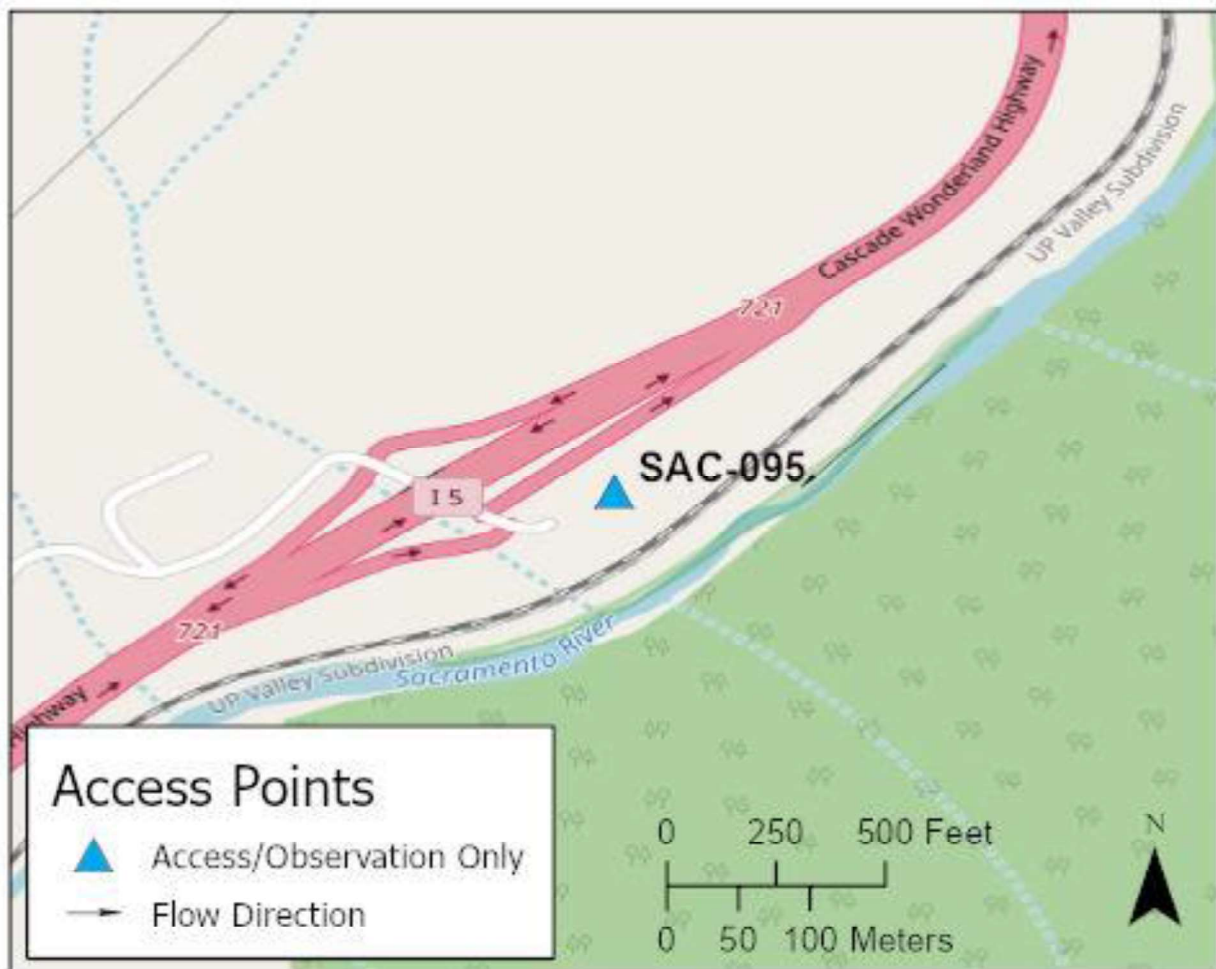 Cascade Wonderland Highway
UP Valley Subdivision
721
SAC-095
I 5
721
Sacramento River
UP Valley Subdivision
Highway
Access Points
Access/Observation Only
Flow Direction
0 250 500 Feet
0 50 100 Meters
N